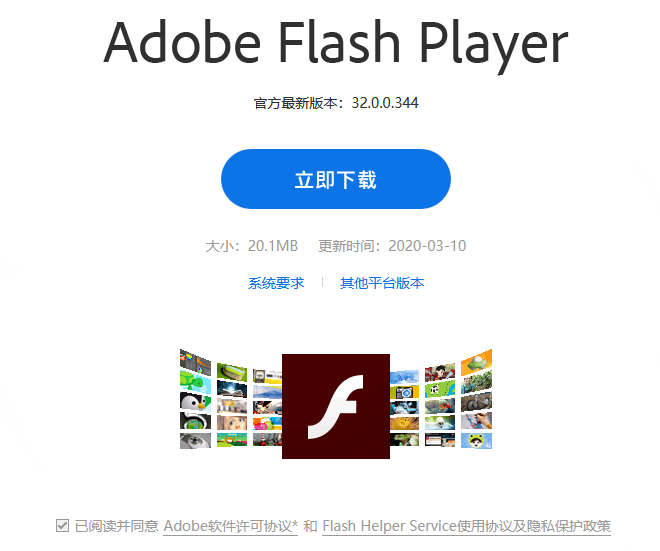 Adobe Flash Player
官方最新版本：32.0.0.344
立即下载
大小：20.1MB 更新时间：2020-03-10
系统要求 | 其他平台版本
已阅读并同意 Adobe软件许可协议* 和 Flash Helper Service使用协议及隐私保护政策